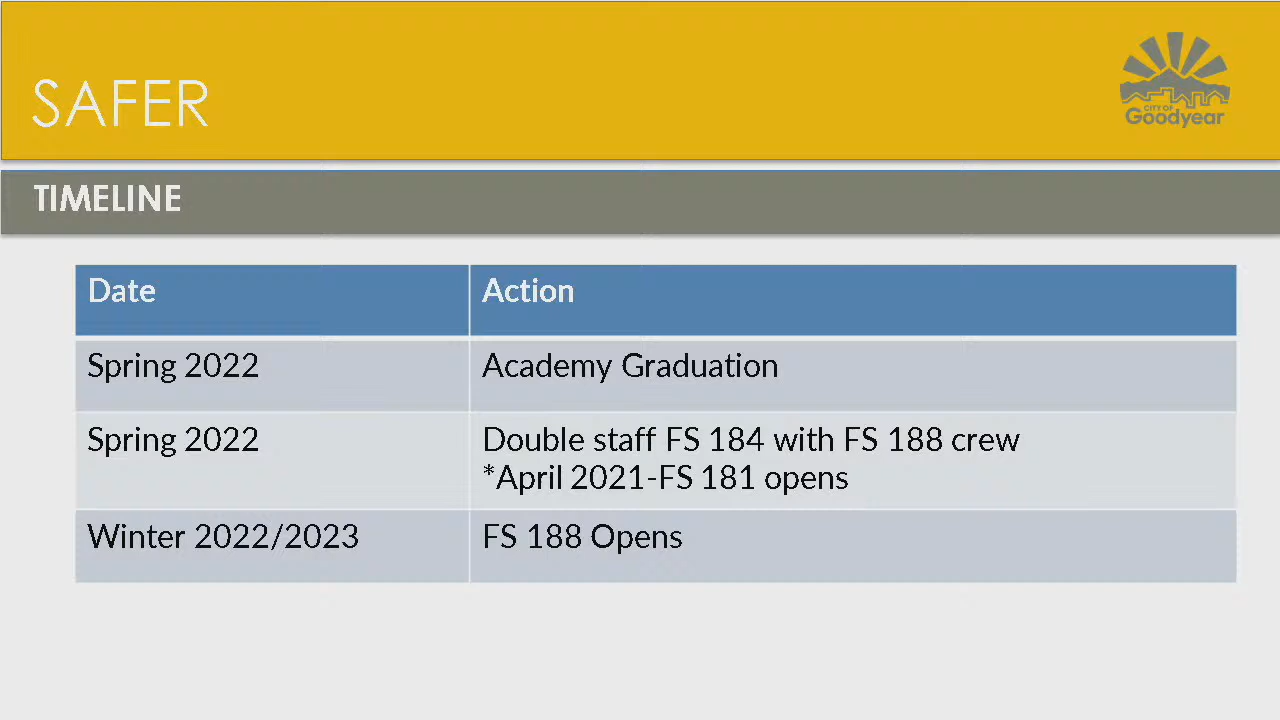 SAFER
CITY OF
Goodyear
TIMELINE
Date Action
Spring 2022 Academy Graduation
Spring 2022 Double staff FS 184 with FS 188 crew
*April 2021-FS 181 opens
Winter 2022/2023 FS 188 Opens